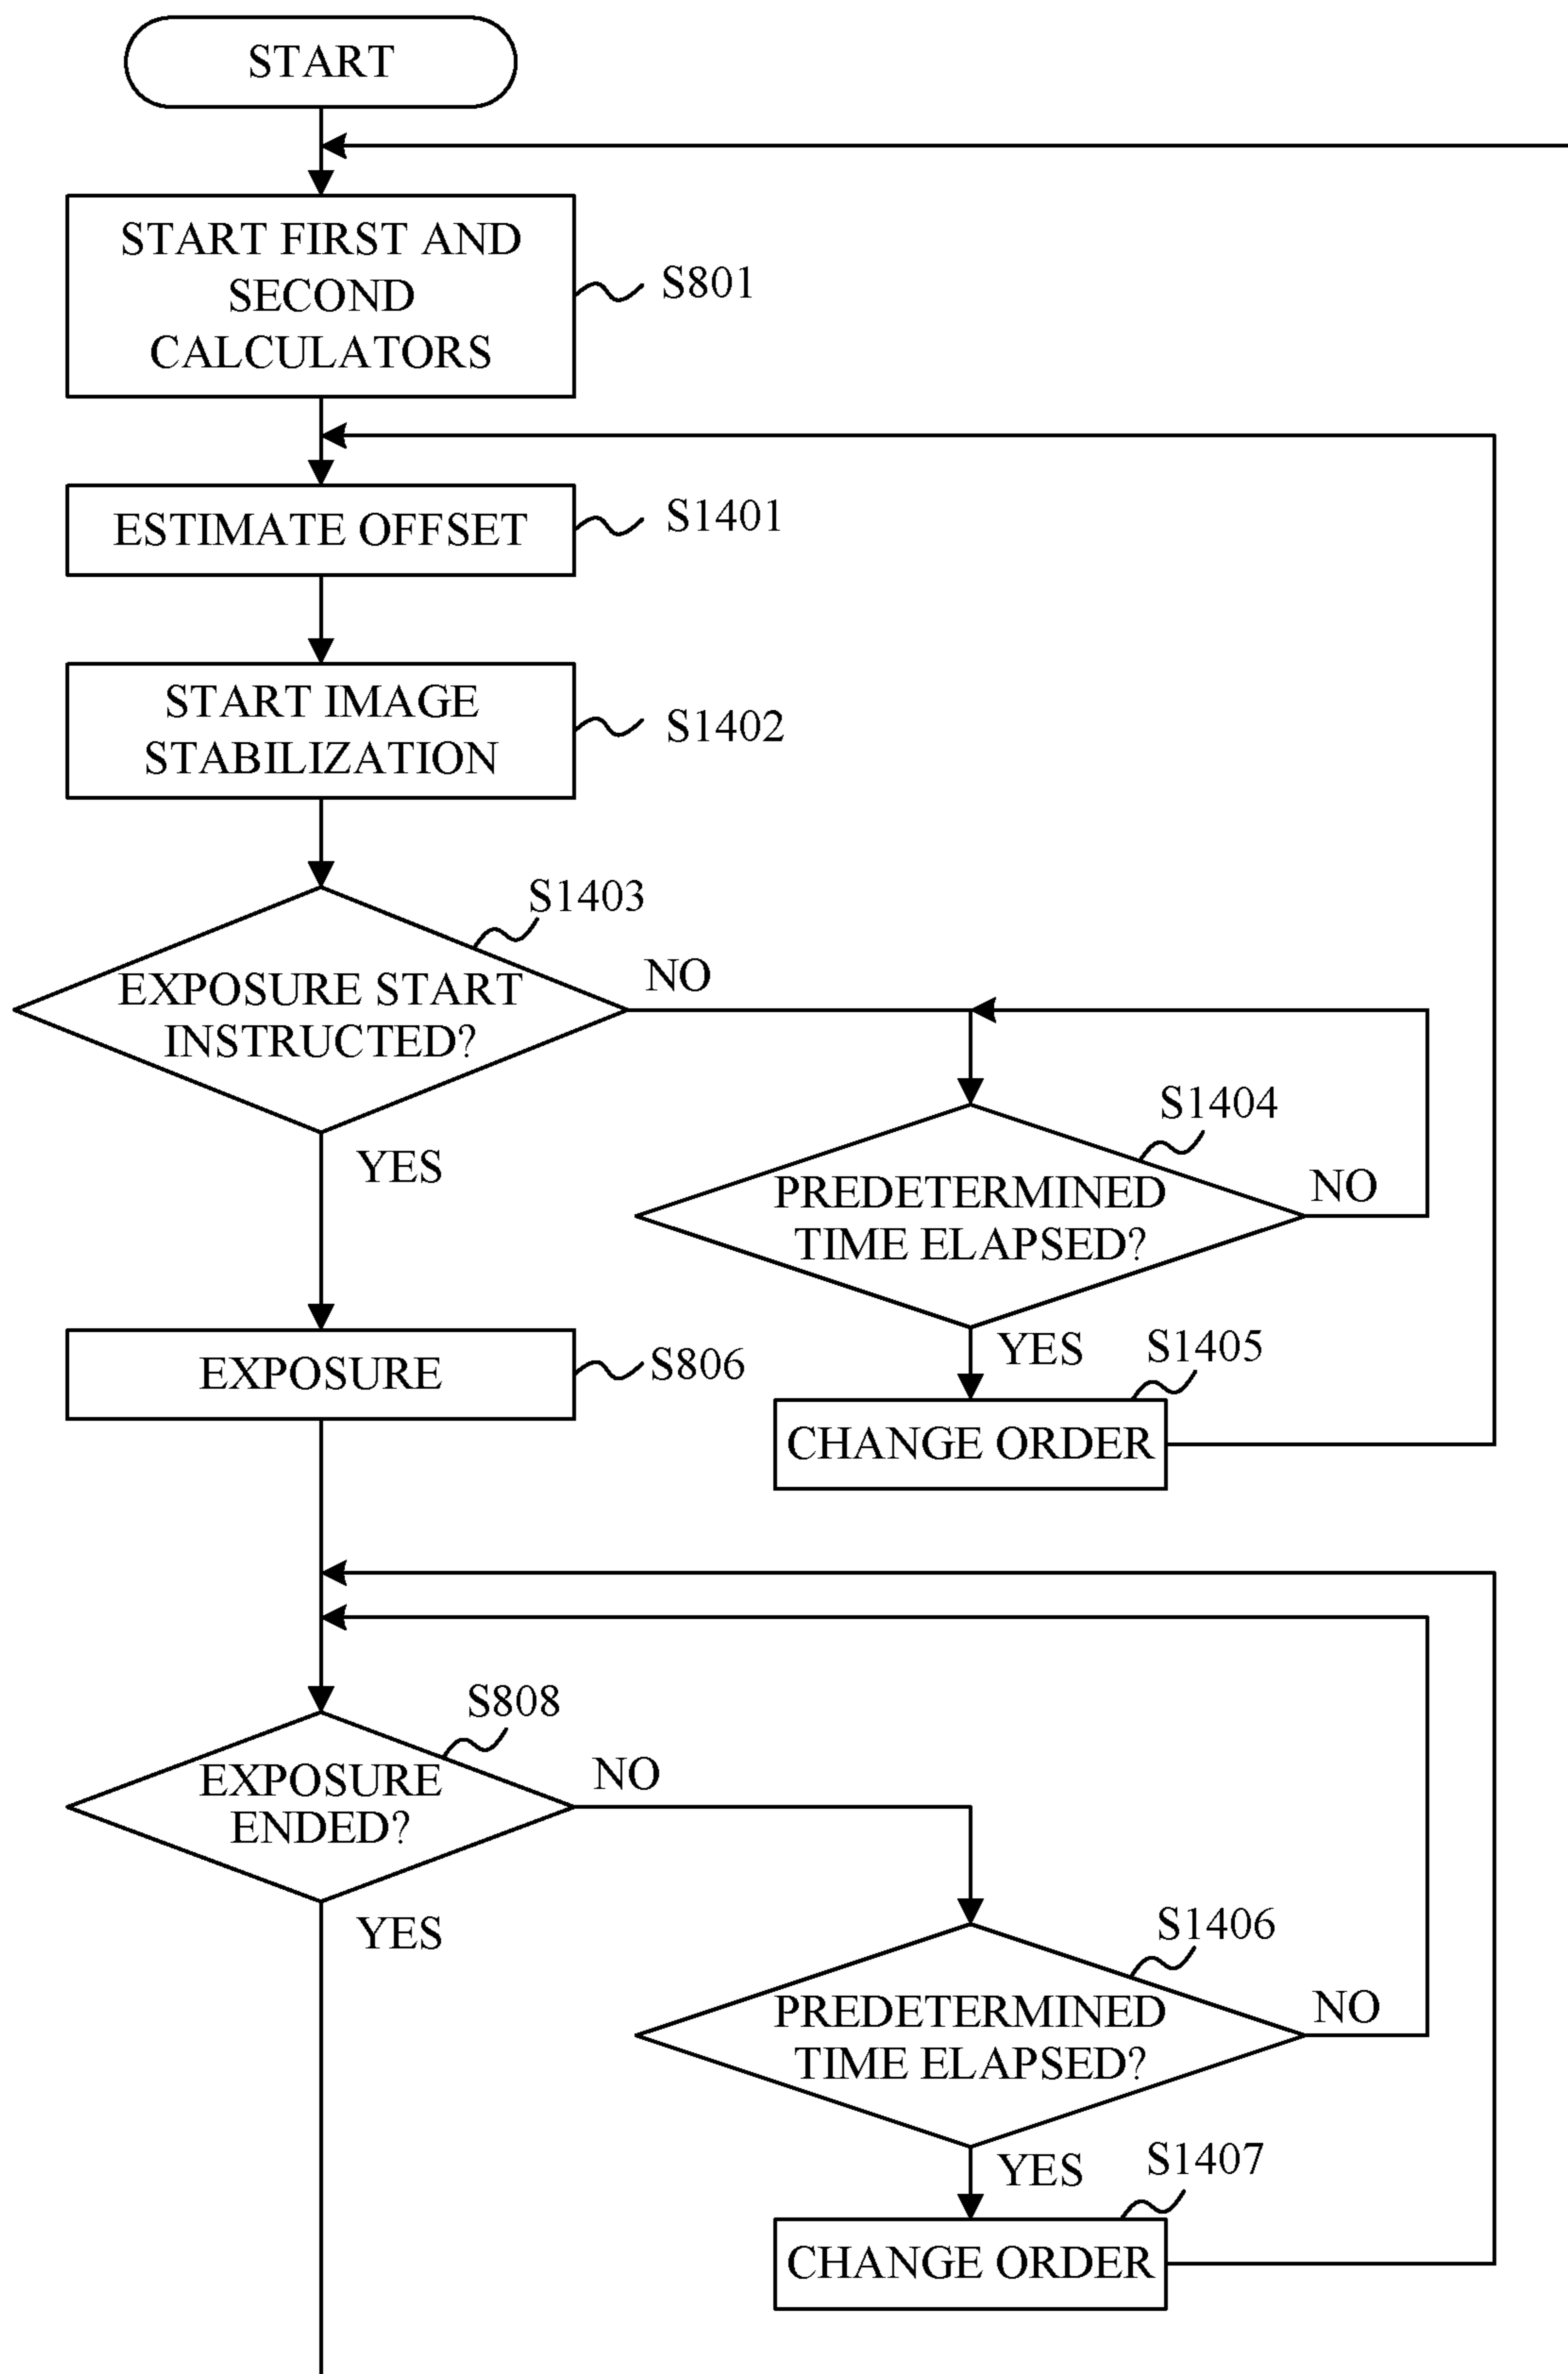 START
START FIRST AND
SECOND
CALCULATORS
S801
ESTIMATE OFFSET
S1401
START IMAGE
STABILIZATION
S1402
S1403
EXPOSURE START
INSTRUCTED?
NO
YES
S1404
PREDETERMINED
TIME ELAPSED?
NO
YES
S1405
CHANGE ORDER
EXPOSURE
S806
S808
EXPOSURE
ENDED?
NO
YES
S1406
PREDETERMINED
TIME ELAPSED?
NO
YES
S1407
CHANGE ORDER